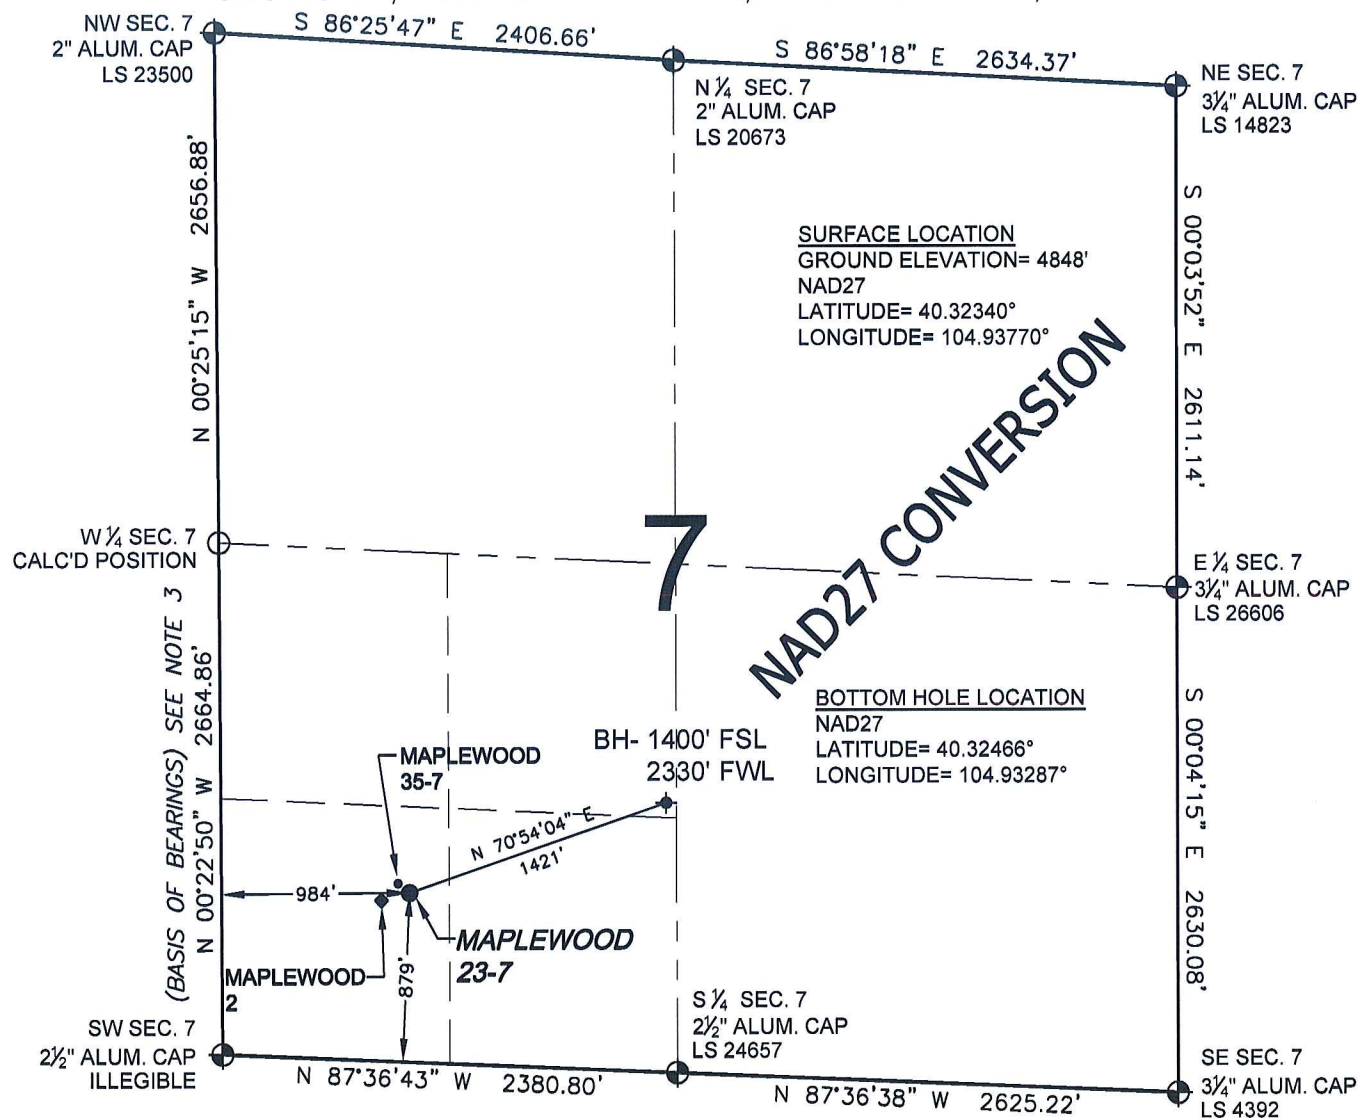 S 86°25'47" E 2406.66'
S 86°58'18" E 2634.37'
NW SEC. 7
2" ALUM. CAP
LS 23500
N ¼ SEC. 7
2" ALUM. CAP
LS 20673
NE SEC. 7
3¼" ALUM. CAP
LS 14823
N 00°25'15" W 2656.88'
S 00°03'52" E 2611.14'
SURFACE LOCATION
GROUND ELEVATION= 4848'
NAD27
LATITUDE= 40.32340°
LONGITUDE= 104.93770°
NAD27 CONVERSION
7
W ¼ SEC. 7
CALC'D POSITION
E ¼ SEC. 7
3¼" ALUM. CAP
LS 26606
(BASIS OF BEARINGS) SEE NOTE 3
N 00°22'50" W 2664.86'
S 00°04'15" E 2630.08'
BOTTOM HOLE LOCATION
NAD27
LATITUDE= 40.32466°
LONGITUDE= 104.93287°
BH- 1400' FSL
2330' FWL
MAPLEWOOD
35-7
N 70°54'04" E
1421'
984'
879'
MAPLEWOOD
23-7
MAPLEWOOD
2
SW SEC. 7
2½" ALUM. CAP
ILLEGIBLE
S ¼ SEC. 7
2½" ALUM. CAP
LS 24657
SE SEC. 7
3¼" ALUM. CAP
LS 4392
N 87°36'43" W 2380.80'
N 87°36'38" W 2625.22'